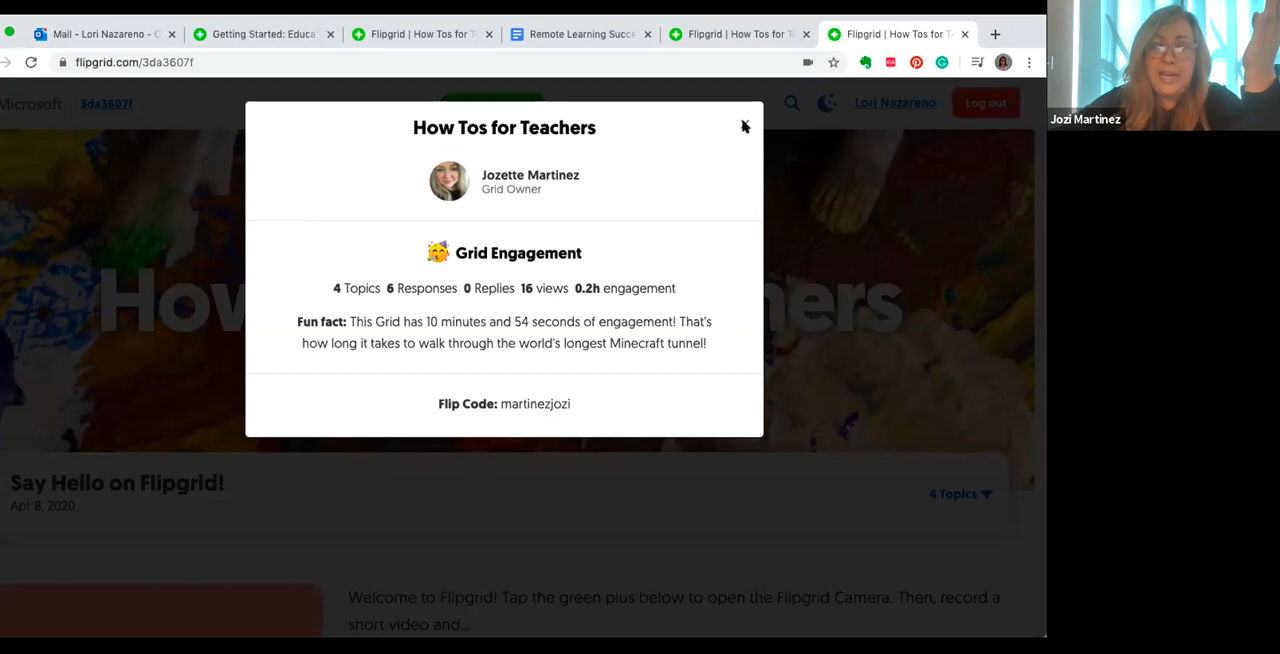 Mail - Lori Nazareno - C
Getting Started: Educa
Flipgrid | How Tos for T
Remote Learning Succe
Flipgrid | How Tos for T
Flipgrid | How Tos for T
flipgrid.com/3da3607f
Microsoft
3da3607f
Lori Nazareno
Log out
How Tos for Teachers
Jozette Martinez
Grid Owner
🥳 Grid Engagement
4 Topics 6 Responses 0 Replies 16 views 0.2h engagement
Fun fact: This Grid has 10 minutes and 54 seconds of engagement! That's
how long it takes to walk through the world's longest Minecraft tunnel!
Flip Code: martinezjozi
Say Hello on Flipgrid!
Apr 8, 2020
4 Topics
Welcome to Flipgrid! Tap the green plus below to open the Flipgrid Camera. Then, record a
short video and...
Jozi Martinez